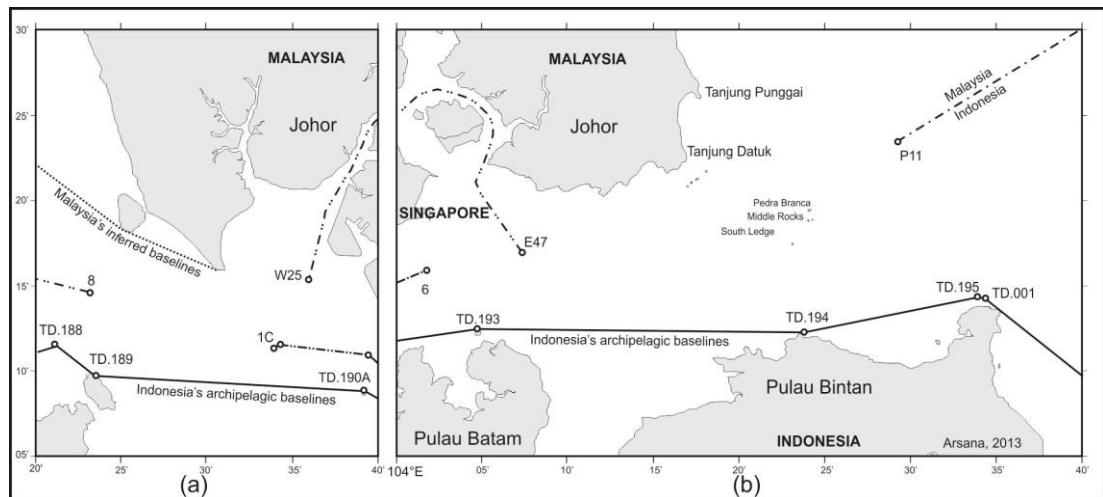 30'
25'
20'
15'
10'
05'
20'
25'
30'
35'
40'
MALAYSIA
Johor
Malaysia's inferred baselines
W25
8
TD.188
TD.189
1C
TD.190A
Indonesia's archipelagic baselines
(a)
MALAYSIA
Johor
Tanjung Punggai
Tanjung Datuk
Malaysia
Indonesia
P11
Pedra Branca
Middle Rocks
South Ledge
SINGAPORE
E47
6
TD.193
TD.194
TD.195
TD.001
Indonesia's archipelagic baselines
Pulau Batam
Pulau Bintan
INDONESIA
Arsana, 2013
104°E
05'
10'
15'
20'
25'
30'
35'
40'
(b)